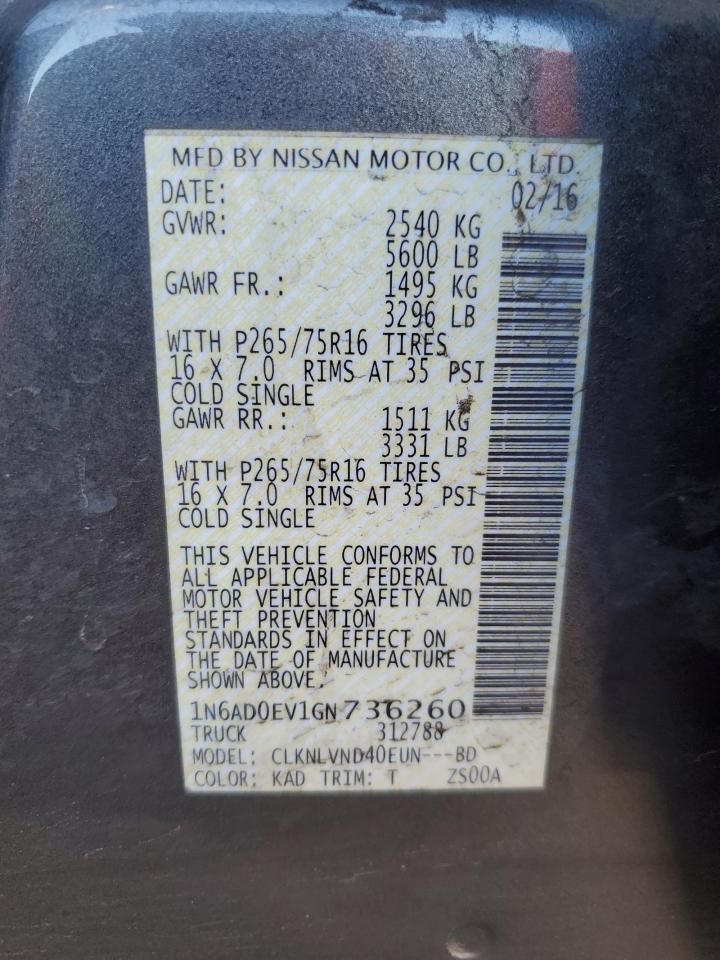 MFD BY NISSAN MOTOR CO., LTD.
DATE: 02/16
GVWR: 2540 KG
5600 LB
GAWR FR.: 1495 KG
3296 LB
WITH P265/75R16 TIRES
16 X 7.0 RIMS AT 35 PSI
COLD SINGLE
GAWR RR.: 1511 KG
3331 LB
WITH P265/75R16 TIRES
16 X 7.0 RIMS AT 35 PSI
COLD SINGLE
THIS VEHICLE CONFORMS TO
ALL APPLICABLE FEDERAL
MOTOR VEHICLE SAFETY AND
THEFT PREVENTION
STANDARDS IN EFFECT ON
THE DATE OF MANUFACTURE
SHOWN ABOVE.
1N6AD0EV1GN736260
TRUCK 312788
MODEL: CLKNLVND40EUN---BD
COLOR: KAD TRIM: T ZS00A